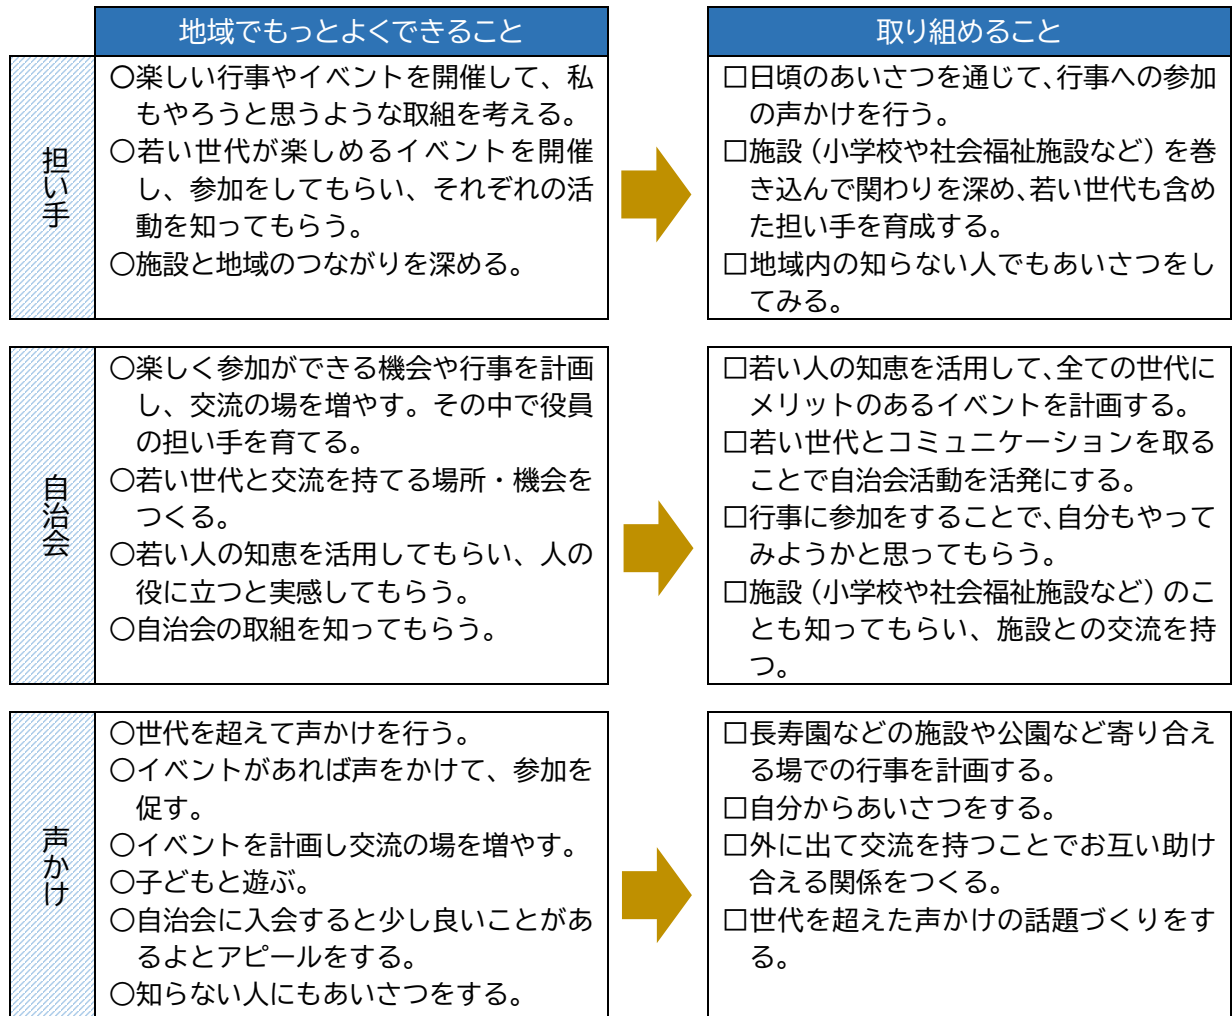 地域でもっとよくできること
取り組めること
担い手
〇楽しい行事やイベントを開催して、私
もやろうと思うような取組を考える。
〇若い世代が楽しめるイベントを開催
し、参加をしてもらい、それぞれの活
動を知ってもらう。
〇施設と地域のつながりを深める。
□日頃のあいさつを通じて、行事への参加
の声かけを行う。
□施設（小学校や社会福祉施設など）を巻
き込んで関わりを深め、若い世代も含め
た担い手を育成する。
□地域内の知らない人でもあいさつをし
てみる。
自治会
〇楽しく参加ができる機会や行事を計画
し、交流の場を増やす。その中で役員
の担い手を育てる。
〇若い世代と交流を持てる場所・機会を
つくる。
〇若い人の知恵を活用してもらい、人の
役に立つと実感してもらう。
〇自治会の取組を知ってもらう。
□若い人の知恵を活用して、全ての世代に
メリットのあるイベントを計画する。
□若い世代とコミュニケーションを取る
ことで自治会活動を活発にする。
□行事に参加をすることで、自分もやって
みようかと思ってもらう。
□施設（小学校や社会福祉施設など）のこ
とも知ってもらい、施設との交流を持
つ。
声かけ
〇世代を超えて声かけを行う。
〇イベントがあれば声をかけて、参加を
促す。
〇イベントを計画し交流の場を増やす。
〇子どもと遊ぶ。
〇自治会に入会すると少し良いことがあ
るよとアピールをする。
〇知らない人にもあいさつをする。
□長寿園などの施設や公園など寄り合え
る場での行事を計画する。
□自分からあいさつをする。
□外に出て交流を持つことでお互い助け
合える関係をつくる。
□世代を超えた声かけの話題づくりをす
る。